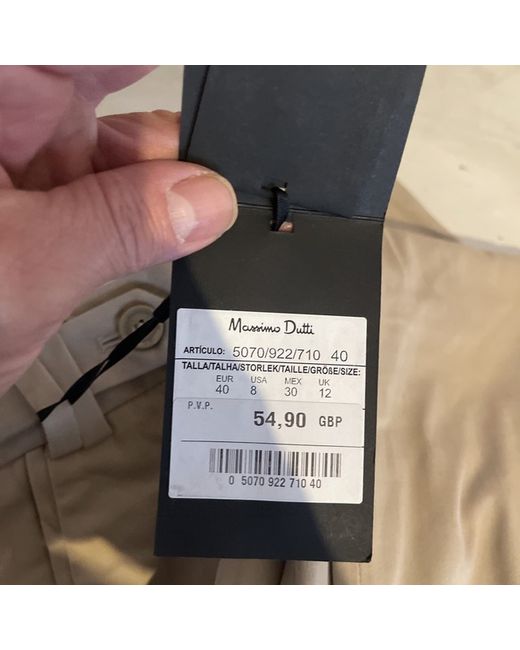 Massimo Dutti
ARTÍCULO: 5070/922/710 40
TALLA/TALHA/STORLEK/TAILLE/GRÖßE/SIZE:
EUR USA MEX UK
40 8 30 12
P.V.P. 54,90 GBP
0 5070 922 710 40